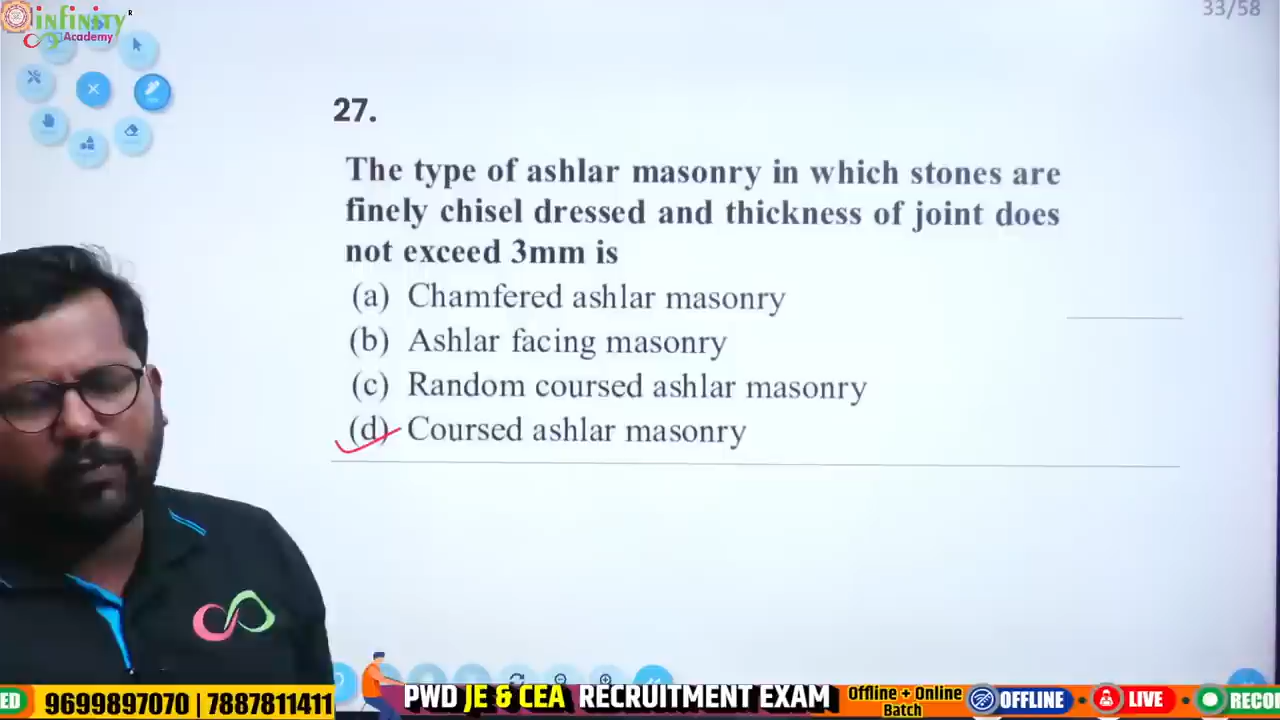 infinity
Academy
33/58
27.
The type of ashlar masonry in which stones are
finely chisel dressed and thickness of joint does
not exceed 3mm is
(a) Chamfered ashlar masonry
(b) Ashlar facing masonry
(c) Random coursed ashlar masonry
(d) Coursed ashlar masonry
ED 9699897070 | 7887811411 PWD JE & CEA RECRUITMENT EXAM Offline + Online Batch OFFLINE LIVE RECO